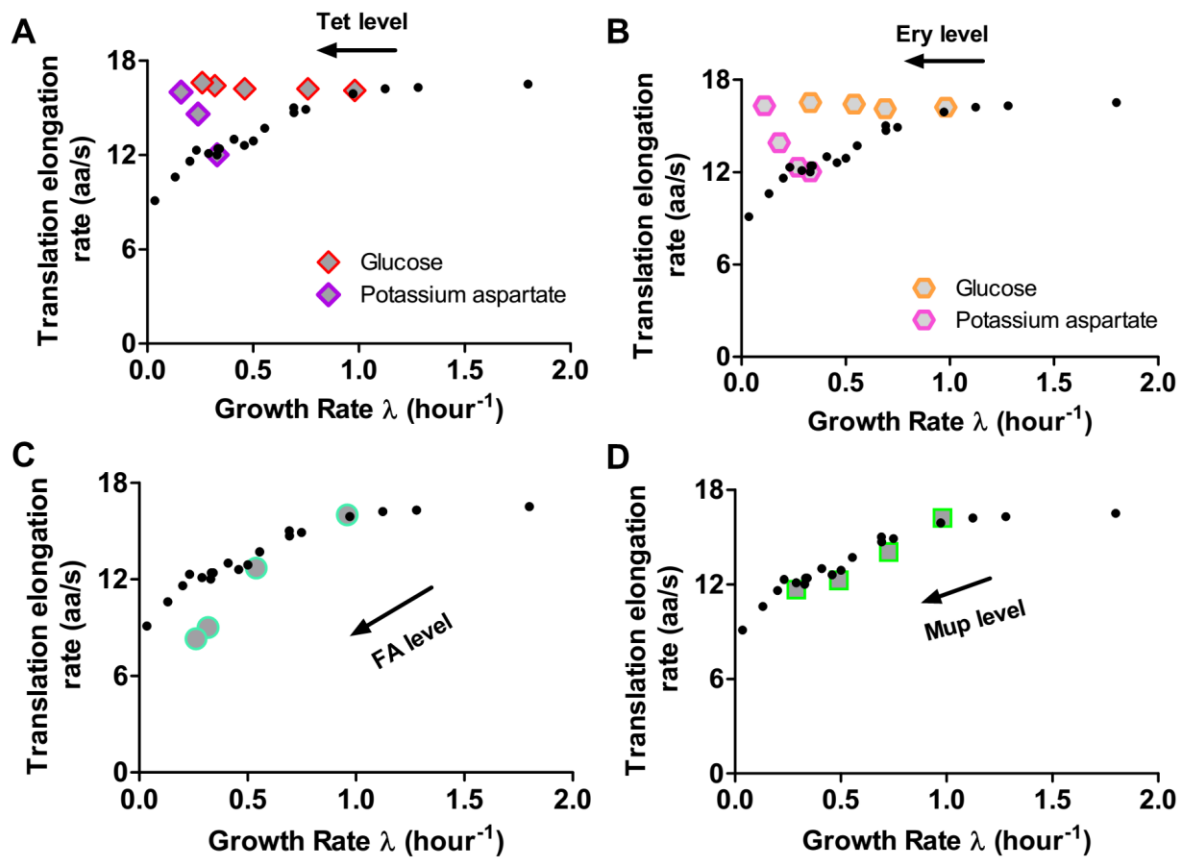 A
Tet level
Translation elongation
rate (aa/s)
18
12
6
0
0.0 0.5 1.0 1.5 2.0
Growth Rate λ (hour-1)
Glucose
Potassium aspartate
B
Ery level
Translation elongation
rate (aa/s)
18
12
6
0
0.0 0.5 1.0 1.5 2.0
Growth Rate λ (hour-1)
Glucose
Potassium aspartate
C
Translation elongation
rate (aa/s)
18
12
6
0
0.0 0.5 1.0 1.5 2.0
Growth Rate λ (hour-1)
FA level
D
Translation elongation
rate (aa/s)
18
12
6
0
0.0 0.5 1.0 1.5 2.0
Growth Rate λ (hour-1)
Mup level